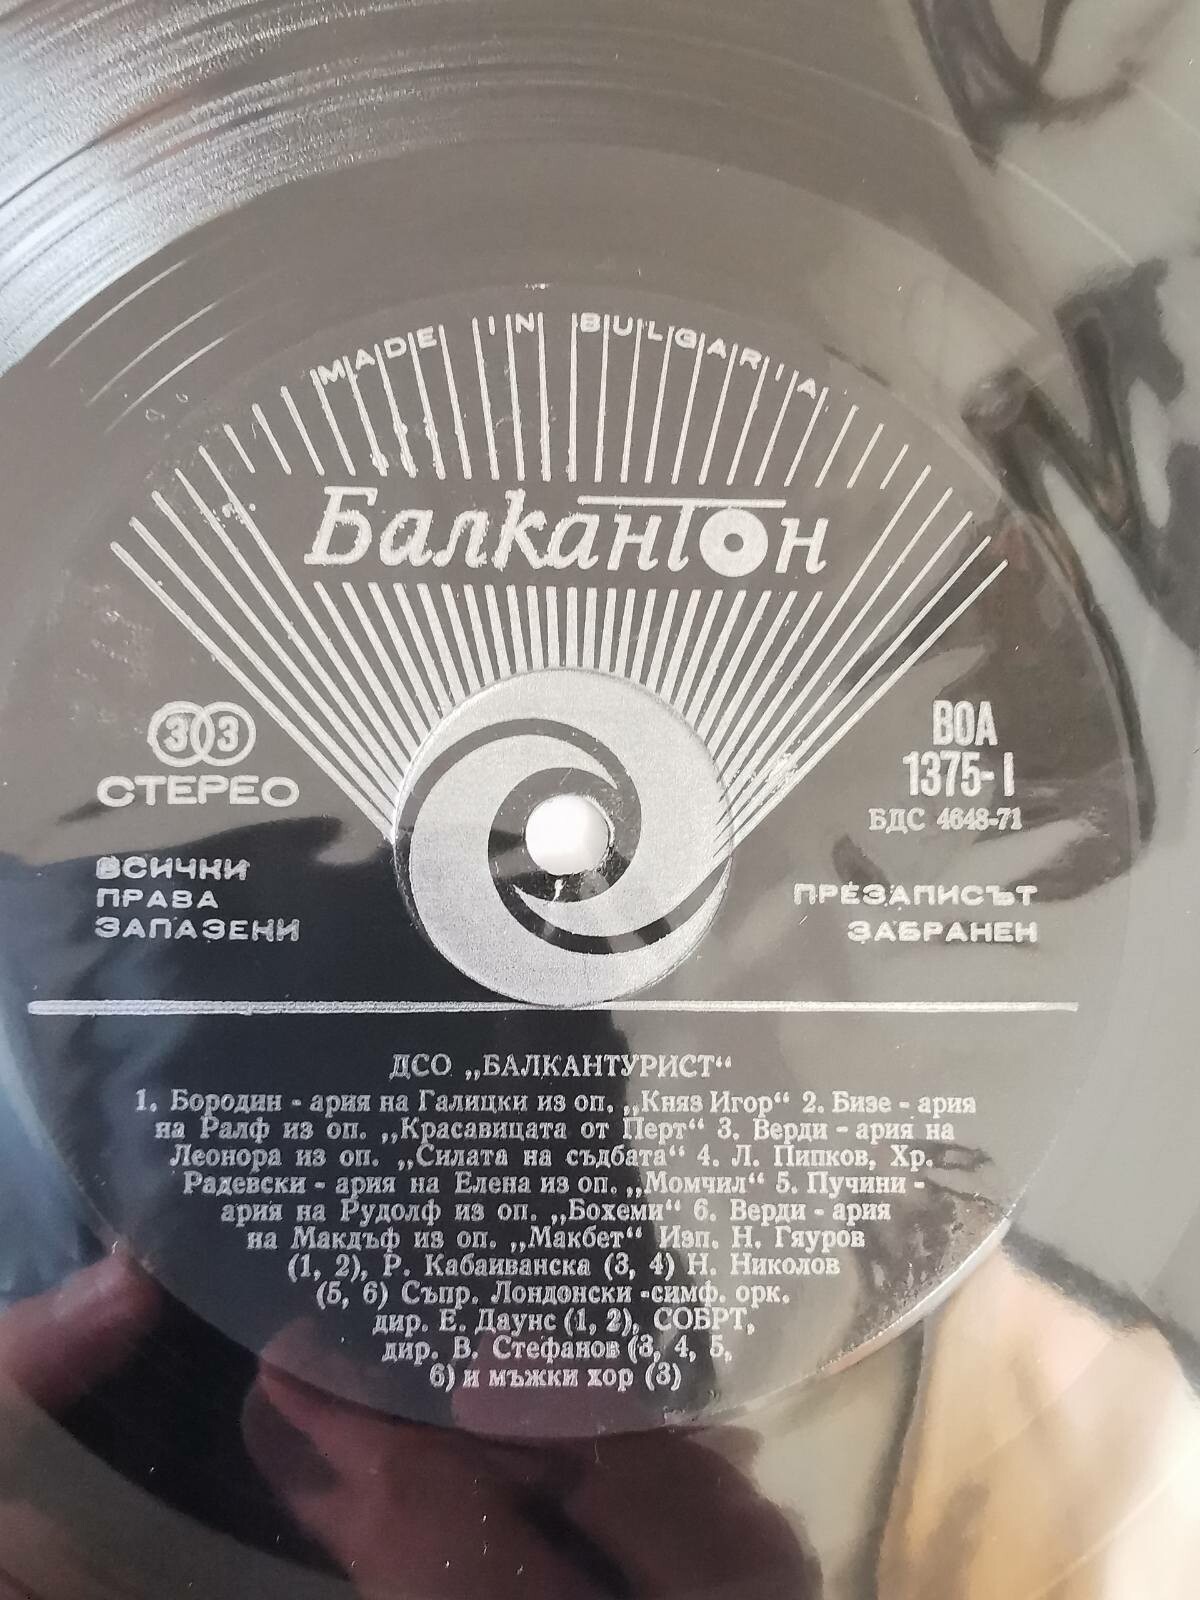 MADE IN BULGARIA
Балкантон
33
СТЕРЕО
ВСИЧКИ
ПРАВА
ЗАПАЗЕНИ
ВОА
1375-I
БДС 4648-71
ПРЕЗАПИСЪТ
ЗАБРАНЕН
ДСО „БАЛКАНТУРИСТ“
1. Бородин - ария на Галицки из оп. „Княз Игор“ 2. Бизе - ария
на Ралф из оп. „Красавицата от Перт“ 3. Верди - ария на
Леонора из оп. „Силата на съдбата“ 4. Л. Пипков, Хр.
Радевски - ария на Елена из оп. „Момчил“ 5. Пучини -
ария на Рудолф из оп. „Бохеми“ 6. Верди - ария
на Макдъф из оп. „Макбет“ Изп. Н. Гяуров
(1, 2), Р. Кабаиванска (3, 4) Н. Николов
(5, 6) Съпр. Лондонски -симф. орк.
дир. Е. Даунс (1, 2), СОБРТ,
дир. В. Стефанов (3, 4, 5,
6) и мъжки хор (3)